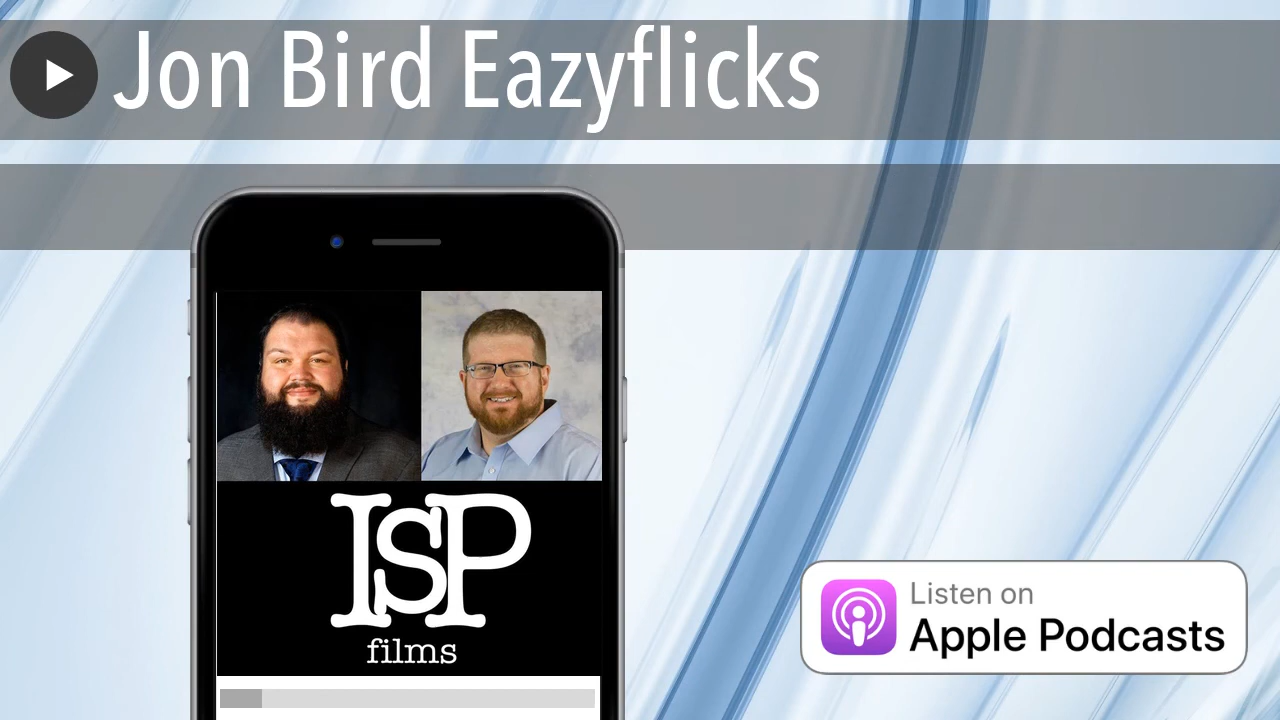 Jon Bird Eazyflicks
ISP
films
Listen on
Apple Podcasts